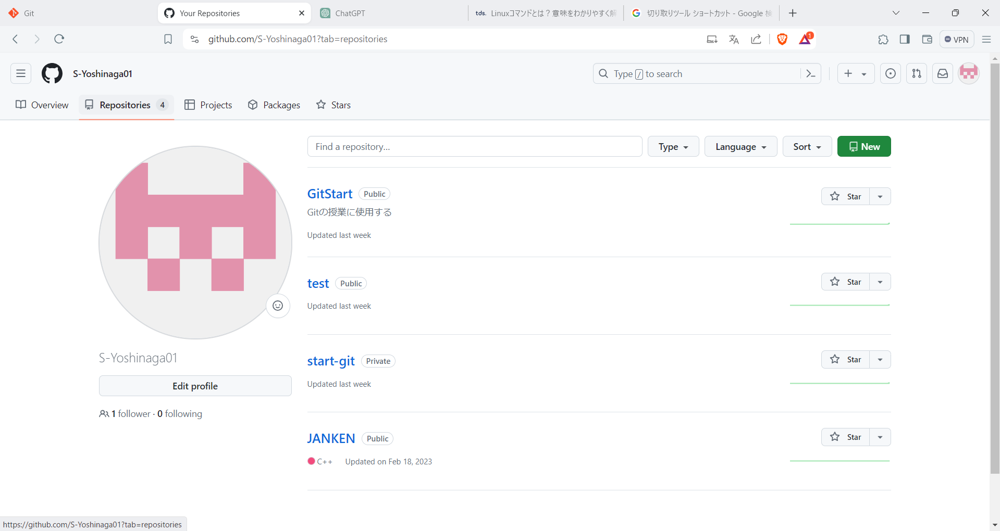 Git
Your Repositories
ChatGPT
tds. Linuxコマンドとは？意味をわかりやすく解
切り取りツール ショートカット - Google 検
github.com/S-Yoshinaga01?tab=repositories
1
VPN
S-Yoshinaga01
Type / to search
Overview
Repositories 4
Projects
Packages
Stars
Find a repository...
Type
Language
Sort
New
GitStart Public
Star
Gitの授業に使用する
Updated last week
test Public
Star
Updated last week
start-git Private
Star
Updated last week
JANKEN Public
Star
C++ Updated on Feb 18, 2023
S-Yoshinaga01
Edit profile
1 follower · 0 following
https://github.com/S-Yoshinaga01?tab=repositories